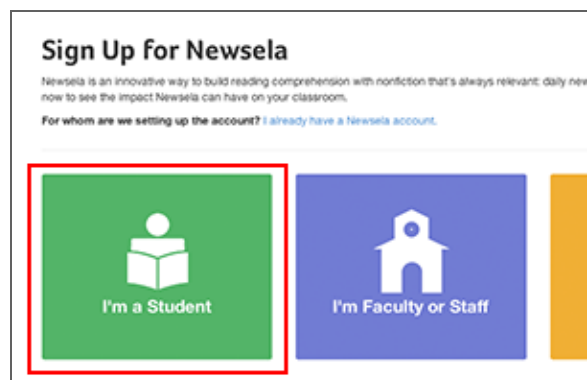 Sign Up for Newsela
Newsela is an innovative way to build reading comprehension with nonfiction that's always relevant: daily new
now to see the impact Newsela can have on your classroom.
For whom are we setting up the account? I already have a Newsela account.
I'm a Student
I'm Faculty or Staff